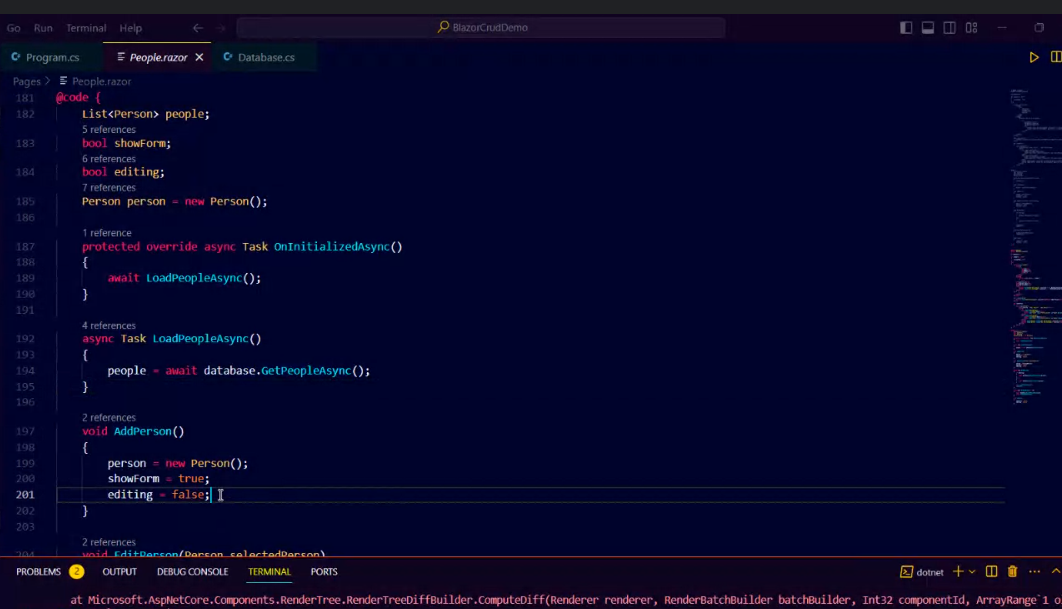 Go Run Terminal Help BlazorCrudDemo
Program.cs People.razor Database.cs
Pages People.razor
181 @code {
182 List<Person> people;
5 references
183 bool showForm;
6 references
184 bool editing;
7 references
185 Person person = new Person();
186
1 reference
187 protected override async Task OnInitializedAsync()
188 {
189 await LoadPeopleAsync();
190 }
191
4 references
192 async Task LoadPeopleAsync()
193 {
194 people = await database.GetPeopleAsync();
195 }
196
2 references
197 void AddPerson()
198 {
199 person = new Person();
200 showForm = true;
201 editing = false;
202 }
203
2 references
204 void EditPerson(Person selectedPerson)
PROBLEMS 2 OUTPUT DEBUG CONSOLE TERMINAL PORTS dotnet
at Microsoft.AspNetCore.Components.RenderTree.RenderTreeDiffBuilder.ComputeDiff(Renderer renderer, RenderBatchBuilder batchBuilder, Int32 componentId, ArrayRange`1